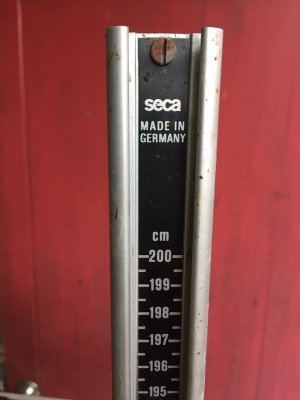 seca
MADE IN
GERMANY
cm
200
199
198
197
196
195